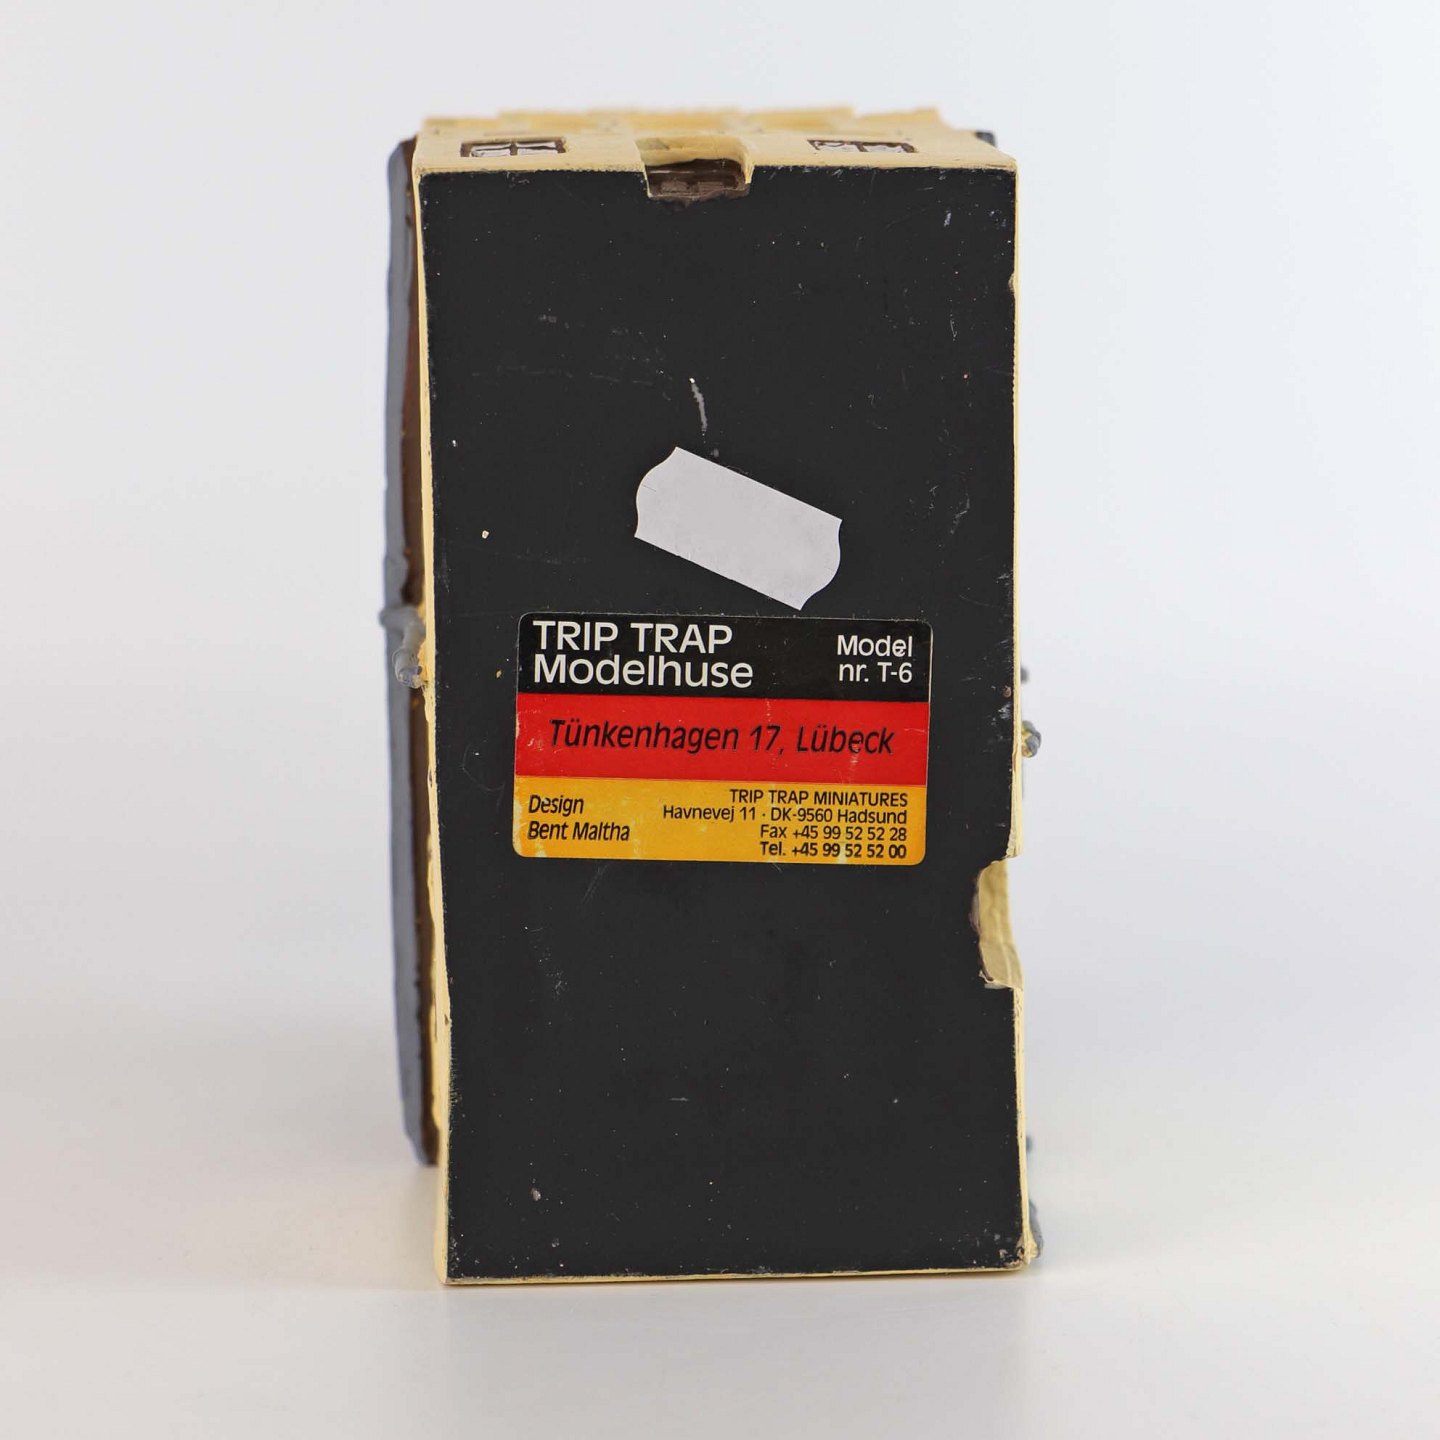 TRIP TRAP
Modelhuse
Model
nr. T-6
Tünkenhagen 17, Lübeck
Design
Bent Maltha
TRIP TRAP MINIATURES
Havnevej 11 · DK-9560 Hadsund
Fax +45 99 52 52 28
Tel. +45 99 52 52 00